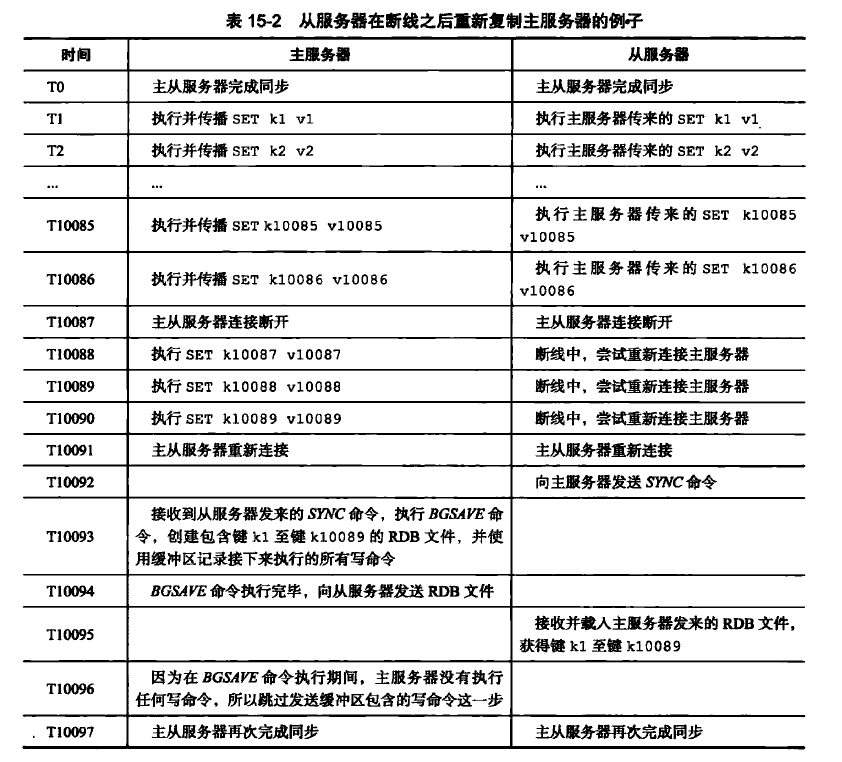 表 15-2 从服务器在断线之后重新复制主服务器的例子
时间 主服务器 从服务器
T0 主从服务器完成同步 主从服务器完成同步
T1 执行并传播 SET k1 v1 执行主服务器传来的 SET k1 v1
T2 执行并传播 SET k2 v2 执行主服务器传来的 SET k2 v2
... ... ...
T10085 执行并传播 SET k10085 v10085 执行主服务器传来的 SET k10085
v10085
T10086 执行并传播 SET k10086 v10086 执行主服务器传来的 SET k10086
v10086
T10087 主从服务器连接断开 主从服务器连接断开
T10088 执行 SET k10087 v10087 断线中，尝试重新连接主服务器
T10089 执行 SET k10088 v10088 断线中，尝试重新连接主服务器
T10090 执行 SET k10089 v10089 断线中，尝试重新连接主服务器
T10091 主从服务器重新连接 主从服务器重新连接
T10092 向主服务器发送 SYNC 命令
T10093 接收到从服务器发来的 SYNC 命令，执行 BGSAVE 命
令，创建包含键 k1 至键 k10089 的 RDB 文件，并使
用缓冲区记录接下来执行的所有写命令
T10094 BGSAVE 命令执行完毕，向从服务器发送 RDB 文件
T10095 接收并载入主服务器发来的 RDB 文件，
获得键 k1 至键 k10089
T10096 因为在 BGSAVE 命令执行期间，主服务器没有执行
任何写命令，所以跳过发送缓冲区包含的写命令这一步
T10097 主从服务器再次完成同步 主从服务器再次完成同步